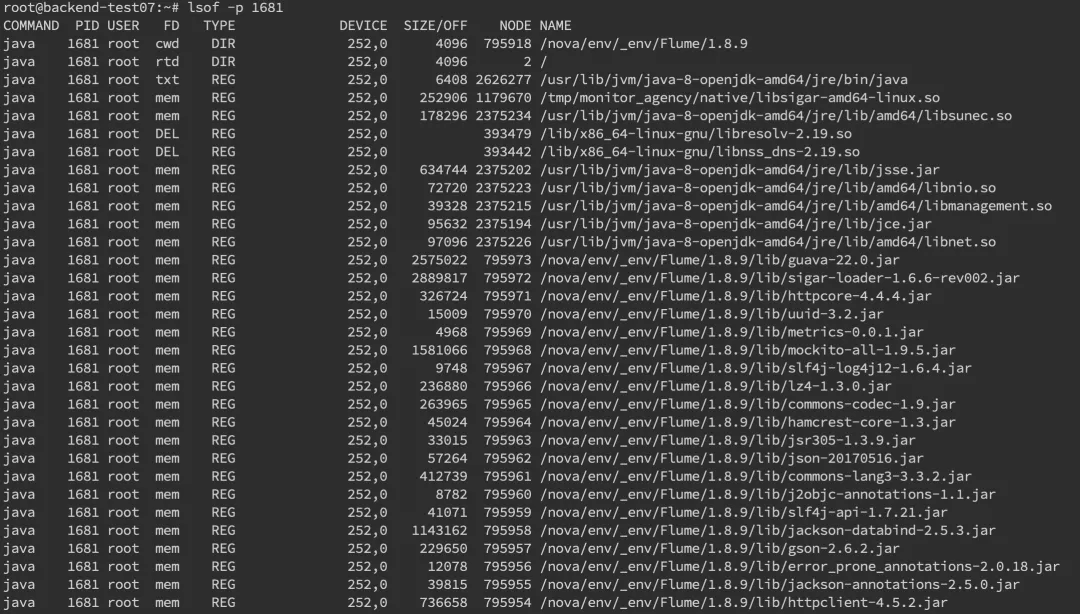 root@backend-test07:~# lsof -p 1681
COMMAND  PID USER   FD   TYPE             DEVICE  SIZE/OFF    NODE NAME
java    1681 root  cwd    DIR              252,0      4096  795918 /nova/env/_env/Flume/1.8.9
java    1681 root  rtd    DIR              252,0      4096       2 /
java    1681 root  txt    REG              252,0      6408 2626277 /usr/lib/jvm/java-8-openjdk-amd64/jre/bin/java
java    1681 root  mem    REG              252,0    252906 1179670 /tmp/monitor_agency/native/libsigar-amd64-linux.so
java    1681 root  mem    REG              252,0    178296 2375234 /usr/lib/jvm/java-8-openjdk-amd64/jre/lib/amd64/libsunec.so
java    1681 root  DEL    REG              252,0            393479 /lib/x86_64-linux-gnu/libresolv-2.19.so
java    1681 root  DEL    REG              252,0            393442 /lib/x86_64-linux-gnu/libnss_dns-2.19.so
java    1681 root  mem    REG              252,0    634744 2375202 /usr/lib/jvm/java-8-openjdk-amd64/jre/lib/jsse.jar
java    1681 root  mem    REG              252,0     72720 2375223 /usr/lib/jvm/java-8-openjdk-amd64/jre/lib/amd64/libnio.so
java    1681 root  mem    REG              252,0     39328 2375215 /usr/lib/jvm/java-8-openjdk-amd64/jre/lib/amd64/libmanagement.so
java    1681 root  mem    REG              252,0     95632 2375194 /usr/lib/jvm/java-8-openjdk-amd64/jre/lib/jce.jar
java    1681 root  mem    REG              252,0     97096 2375226 /usr/lib/jvm/java-8-openjdk-amd64/jre/lib/amd64/libnet.so
java    1681 root  mem    REG              252,0   2575022  795973 /nova/env/_env/Flume/1.8.9/lib/guava-22.0.jar
java    1681 root  mem    REG              252,0   2889817  795972 /nova/env/_env/Flume/1.8.9/lib/sigar-loader-1.6.6-rev002.jar
java    1681 root  mem    REG              252,0    326724  795971 /nova/env/_env/Flume/1.8.9/lib/httpcore-4.4.4.jar
java    1681 root  mem    REG              252,0     15009  795970 /nova/env/_env/Flume/1.8.9/lib/uuid-3.2.jar
java    1681 root  mem    REG              252,0      4968  795969 /nova/env/_env/Flume/1.8.9/lib/metrics-0.0.1.jar
java    1681 root  mem    REG              252,0   1581066  795968 /nova/env/_env/Flume/1.8.9/lib/mockito-all-1.9.5.jar
java    1681 root  mem    REG              252,0      9748  795967 /nova/env/_env/Flume/1.8.9/lib/slf4j-log4j12-1.6.4.jar
java    1681 root  mem    REG              252,0    236880  795966 /nova/env/_env/Flume/1.8.9/lib/lz4-1.3.0.jar
java    1681 root  mem    REG              252,0    263965  795965 /nova/env/_env/Flume/1.8.9/lib/commons-codec-1.9.jar
java    1681 root  mem    REG              252,0     45024  795964 /nova/env/_env/Flume/1.8.9/lib/hamcrest-core-1.3.jar
java    1681 root  mem    REG              252,0     33015  795963 /nova/env/_env/Flume/1.8.9/lib/jsr305-1.3.9.jar
java    1681 root  mem    REG              252,0     57264  795962 /nova/env/_env/Flume/1.8.9/lib/json-20170516.jar
java    1681 root  mem    REG              252,0    412739  795961 /nova/env/_env/Flume/1.8.9/lib/commons-lang3-3.3.2.jar
java    1681 root  mem    REG              252,0      8782  795960 /nova/env/_env/Flume/1.8.9/lib/j2objc-annotations-1.1.jar
java    1681 root  mem    REG              252,0     41071  795959 /nova/env/_env/Flume/1.8.9/lib/slf4j-api-1.7.21.jar
java    1681 root  mem    REG              252,0   1143162  795958 /nova/env/_env/Flume/1.8.9/lib/jackson-databind-2.5.3.jar
java    1681 root  mem    REG              252,0    229650  795957 /nova/env/_env/Flume/1.8.9/lib/gson-2.6.2.jar
java    1681 root  mem    REG              252,0     12078  795956 /nova/env/_env/Flume/1.8.9/lib/error_prone_annotations-2.0.18.jar
java    1681 root  mem    REG              252,0     39815  795955 /nova/env/_env/Flume/1.8.9/lib/jackson-annotations-2.5.0.jar
java    1681 root  mem    REG              252,0    736658  795954 /nova/env/_env/Flume/1.8.9/lib/httpclient-4.5.2.jar